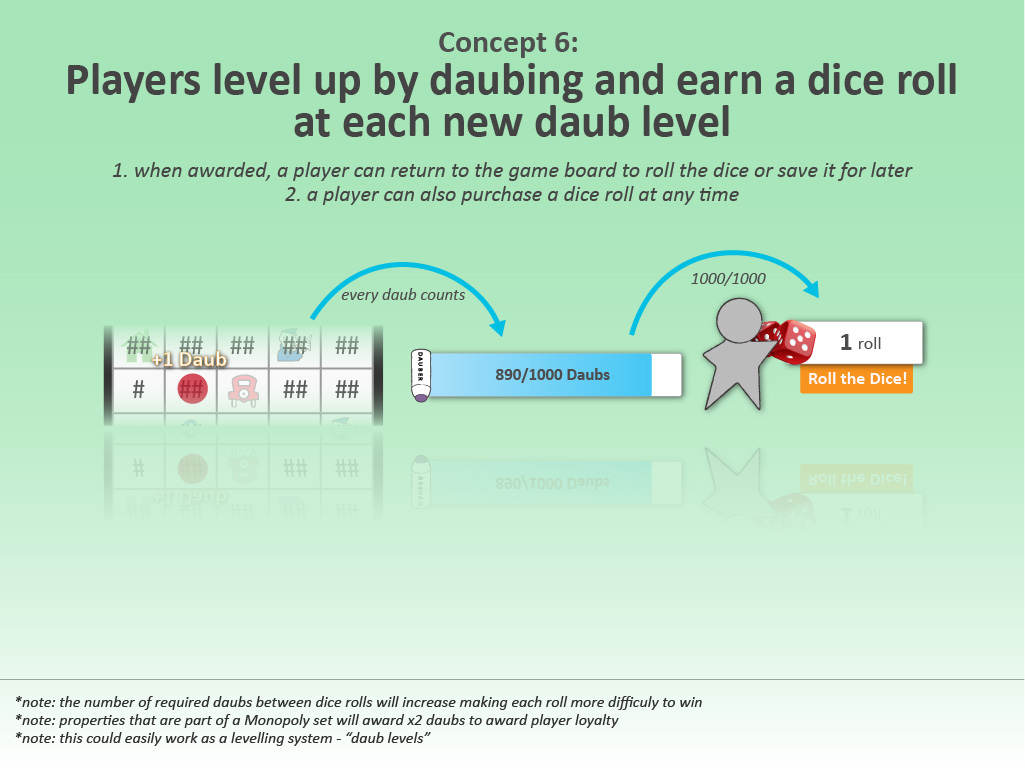 Concept 6:
Players level up by daubing and earn a dice roll
at each new daub level
1. when awarded, a player can return to the game board to roll the dice or save it for later
2. a player can also purchase a dice roll at any time
every daub counts
1000/1000
## ## ## ## ##
+1 Daub
# ## ## ##
DAUBER
890/1000 Daubs
1 roll
Roll the Dice!
*note: the number of required daubs between dice rolls will increase making each roll more difficuly to win
*note: properties that are part of a Monopoly set will award x2 daubs to award player loyalty
*note: this could easily work as a levelling system - “daub levels”